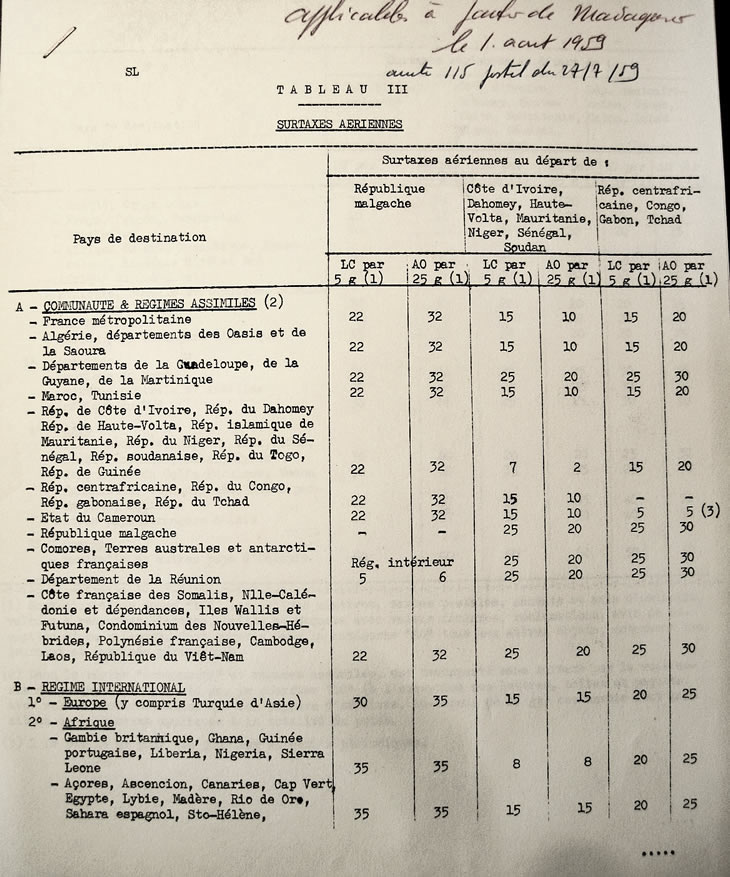 applicables à partir de Madagascar
le 1. aout 1959
SL
postel du 27/7/59
TABLEAU III
SURTAXES AERIENNES
Surtaxes aériennes au départ de :
Pays de destination
République malgache
Côte d'Ivoire, Dahomey, Haute-Volta, Mauritanie, Niger, Sénégal, Soudan
Rép. centrafricaine, Congo, Gabon, Tchad
LC par 5 g (1) AO par 25 g (1) LC par 5 g (1) AO par 25 g (1) LC par 5 g (1) AO par 25 g (1)
A - COMMUNAUTE & REGIMES ASSIMILES (2)
- France métropolitaine 22 32 15 10 15 20
- Algérie, départements des Oasis et de
la Saoura 22 32 15 10 15 20
- Départements de la Guadeloupe, de la
Guyane, de la Martinique 22 32 25 20 25 30
- Maroc, Tunisie 22 32 15 10 15 20
- Rép. de Côte d'Ivoire, Rép. du Dahomey
Rép. de Haute-Volta, Rép. islamique de
Mauritanie, Rép. du Niger, Rép. du Sé-
négal, Rép. soudanaise, Rép. du Togo,
Rép. de Guinée 22 32 7 2 15 20
- Rép. centrafricaine, Rép. du Congo,
Rép. gabonaise, Rép. du Tchad 22 32 15 10 - -
- Etat du Cameroun 22 32 15 10 5 5 (3)
- République malgache - - 25 20 25 30
- Comores, Terres australes et antarcti-
ques françaises Rég. intérieur 25 20 25 30
- Département de la Réunion 5 6 25 20 25 30
- Côte française des Somalis, Nlle-Calé-
donie et dépendances, Iles Wallis et
Futuna, Condominium des Nouvelles-Hé-
brides, Polynésie française, Cambodge,
Laos, République du Viêt-Nam 22 32 25 20 25 30
B - REGIME INTERNATIONAL
1° - Europe (y compris Turquie d'Asie) 30 35 15 15 20 25
2° - Afrique
- Gambie britannique, Ghana, Guinée
portugaise, Liberia, Nigeria, Sierra
Leone 35 35 8 8 20 25
- Açores, Ascencion, Canaries, Cap Vert,
Egypte, Lybie, Madère, Rio de Oro,
Sahara espagnol, Sto-Hélène, 35 35 15 15 20 25
.....